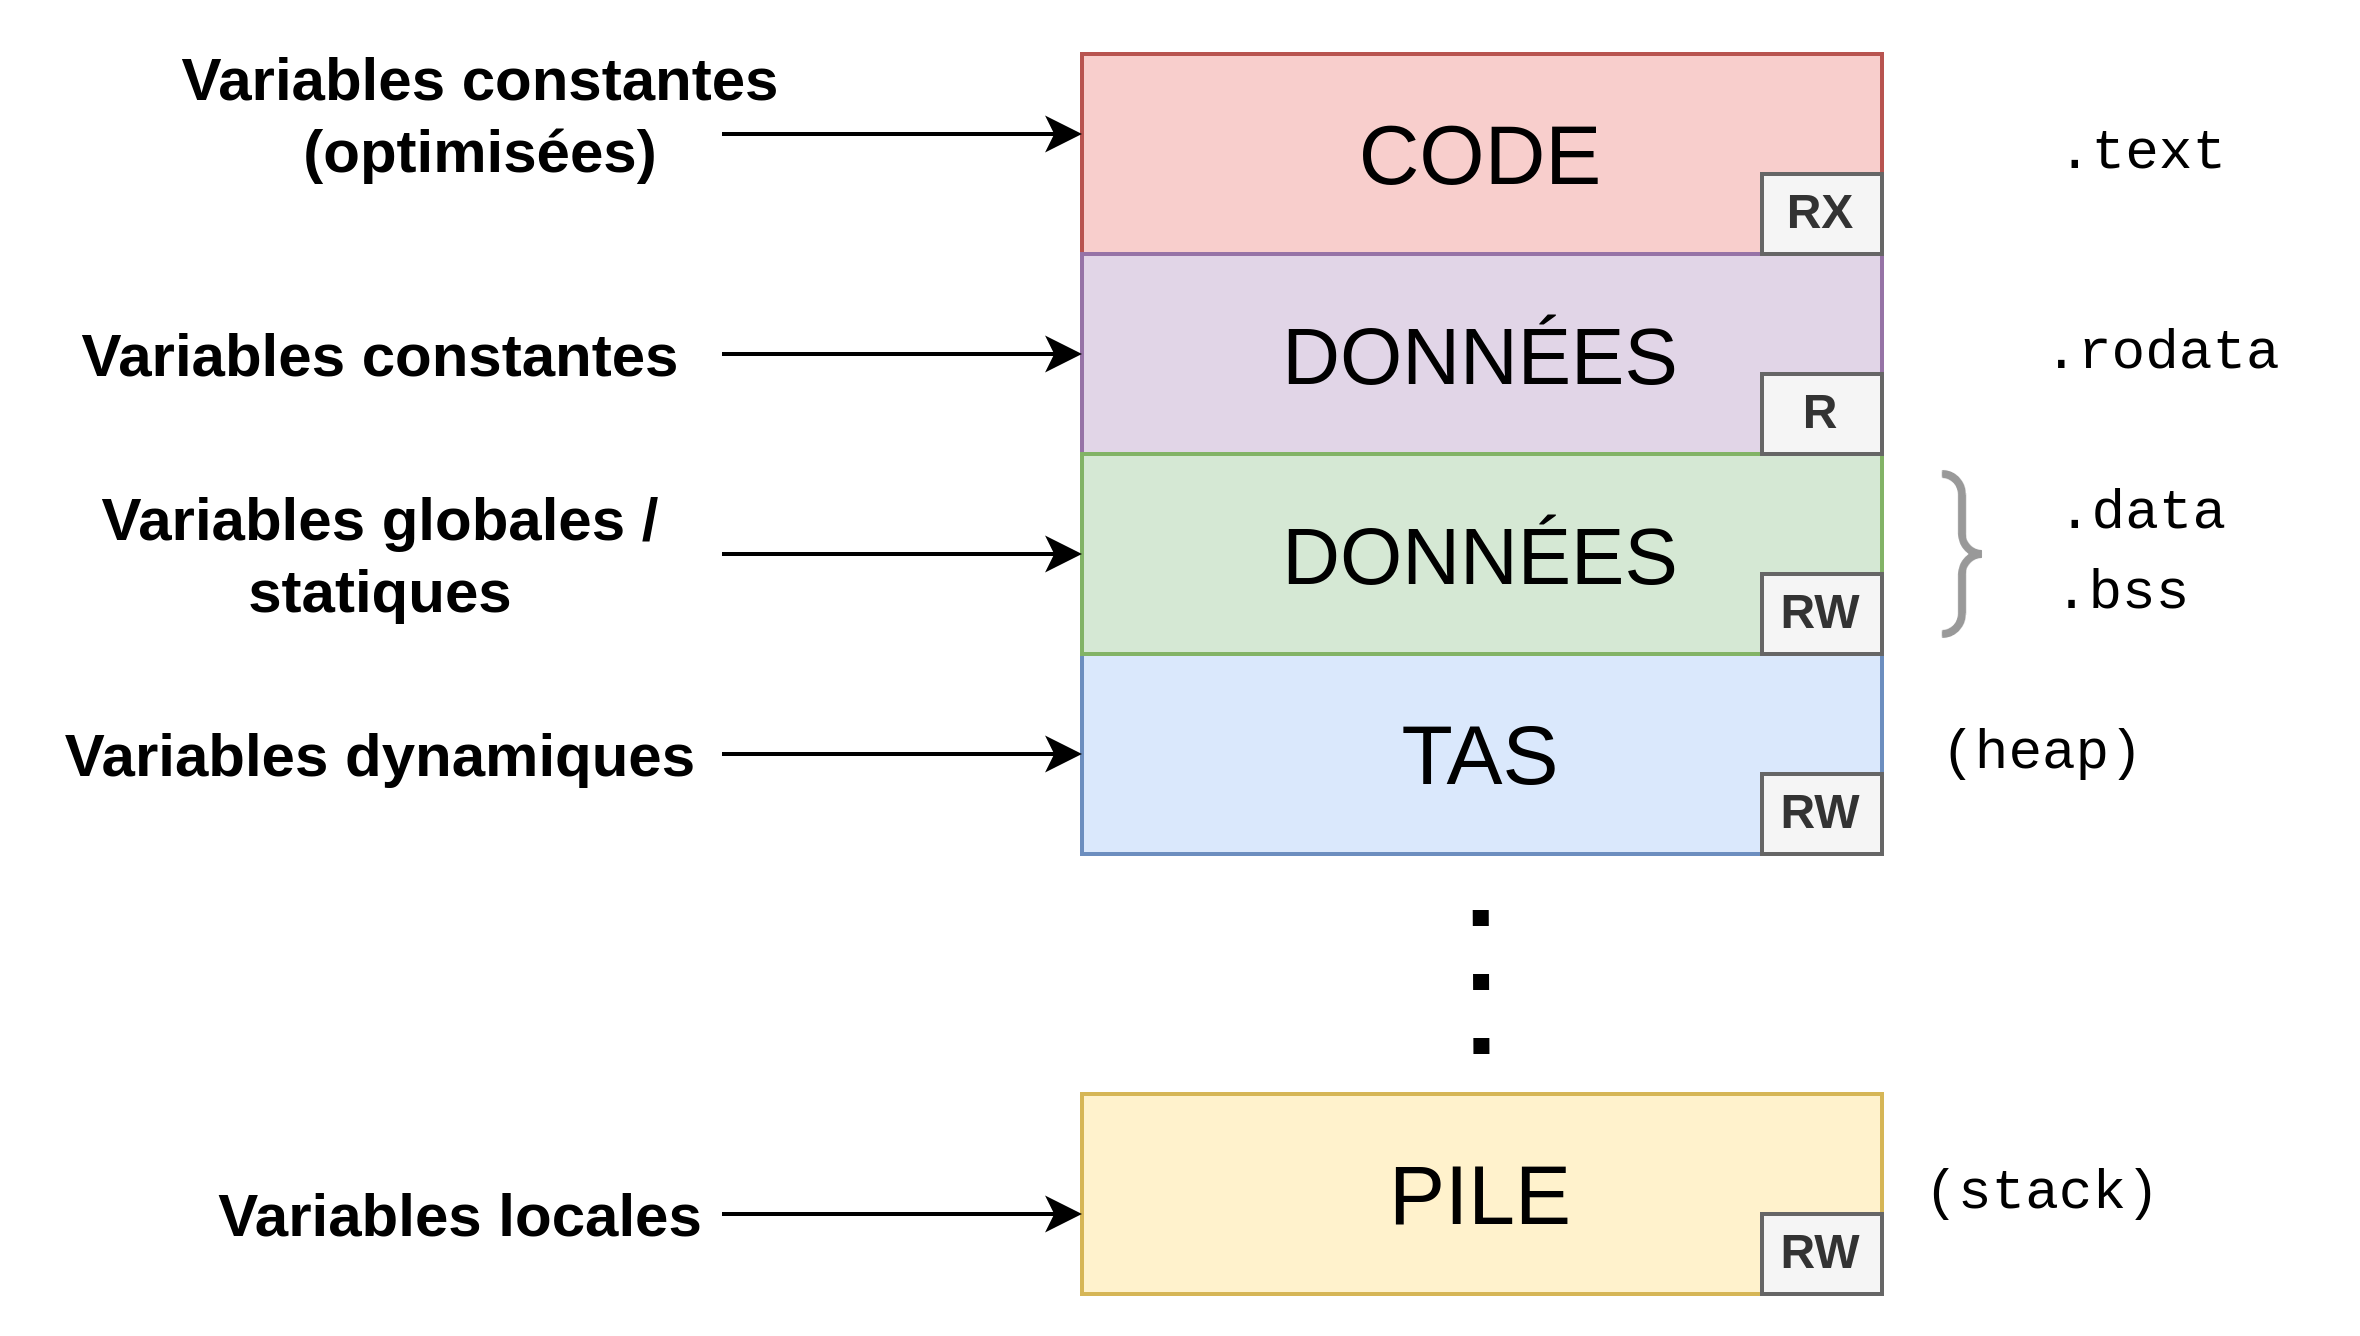 Variables constantes
(optimisées)
CODE
RX
.text
Variables constantes
DONNÉES
R
.rodata
Variables globales /
statiques
DONNÉES
RW
.data
.bss
Variables dynamiques
TAS
RW
(heap)
Variables locales
PILE
RW
(stack)